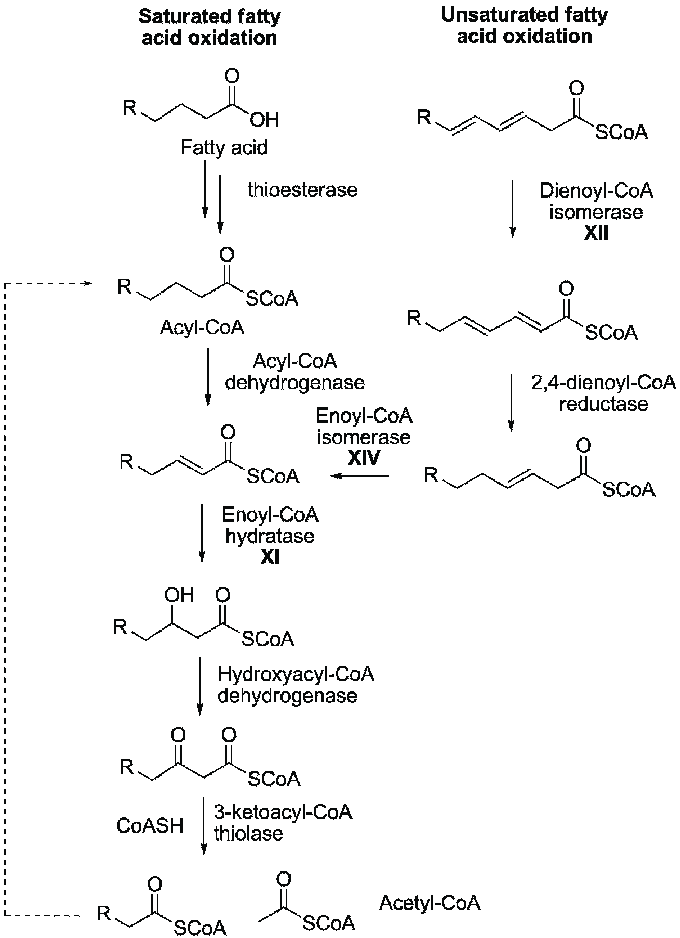 Saturated fatty
acid oxidation
O
R
OH
Fatty acid
thioesterase
O
R
SCoA
Acyl-CoA
Acyl-CoA
dehydrogenase
O
R
SCoA
Enoyl-CoA
hydratase
XI
OH
O
R
SCoA
Hydroxyacyl-CoA
dehydrogenase
O
O
R
SCoA
CoASH
3-ketoacyl-CoA
thiolase
O
R
SCoA
O
SCoA
Acetyl-CoA
Unsaturated fatty
acid oxidation
O
R
SCoA
Dienoyl-CoA
isomerase
XII
O
R
SCoA
2,4-dienoyl-CoA
reductase
O
R
SCoA
Enoyl-CoA
isomerase
XIV